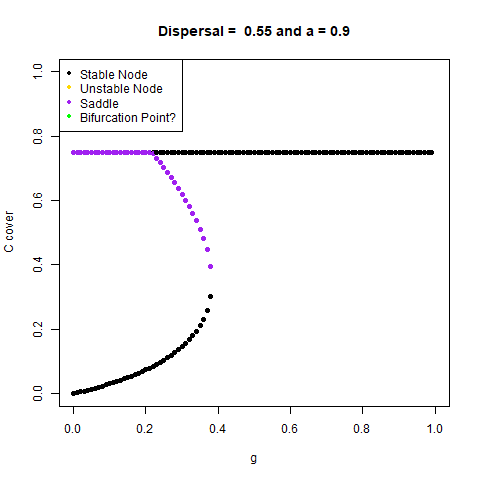 Dispersal =  0.55 and a = 0.9
Stable Node
Unstable Node
Saddle
Bifurcation Point?
C cover
1.0
0.8
0.6
0.4
0.2
0.0
0.0 0.2 0.4 0.6 0.8 1.0
g